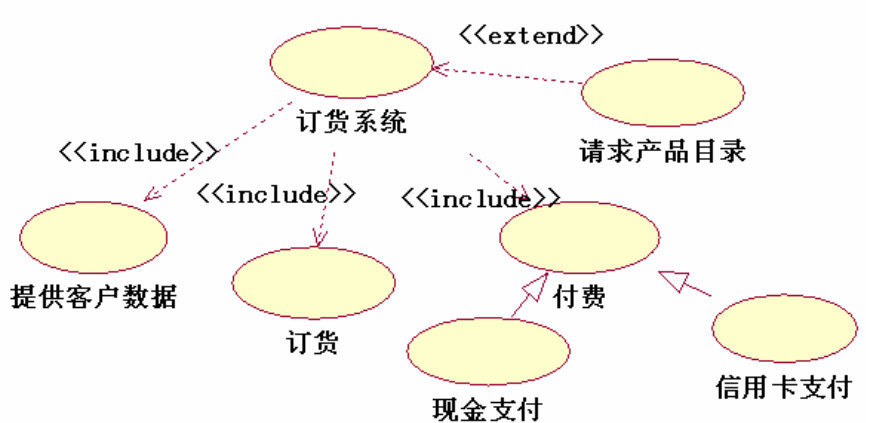 <<extend>>
订货系统
请求产品目录
<<include>>
<<include>>
<<include>>
提供客户数据
订货
付费
现金支付
信用卡支付